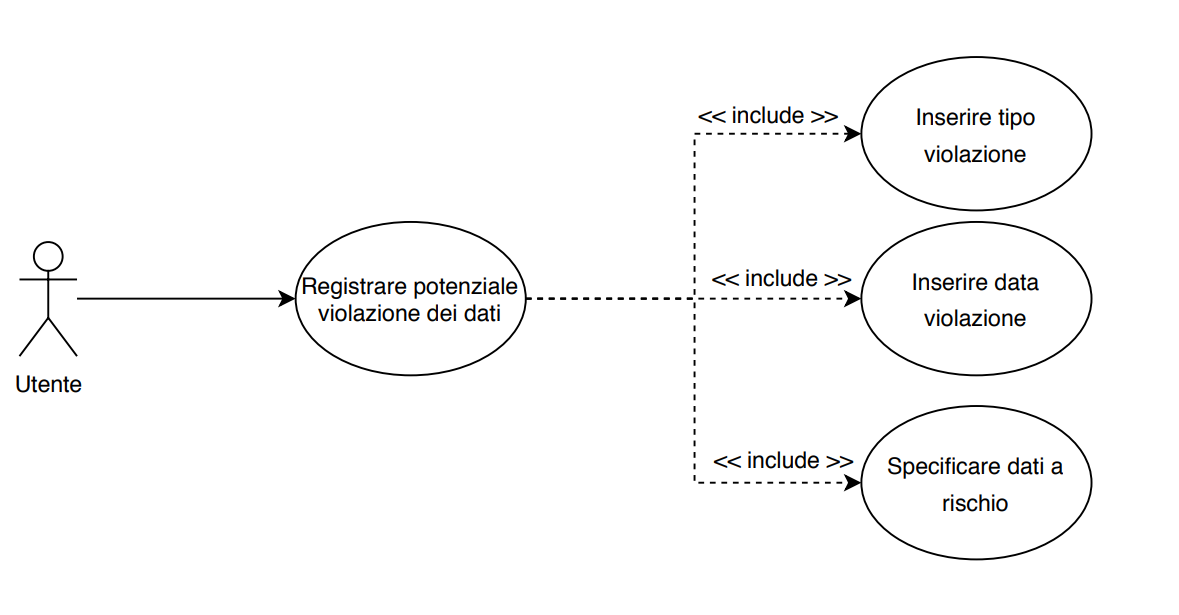 << include >>
Inserire tipo
violazione
Registrare potenziale
violazione dei dati
<< include >>
Inserire data
violazione
Utente
<< include >>
Specificare dati a
rischio